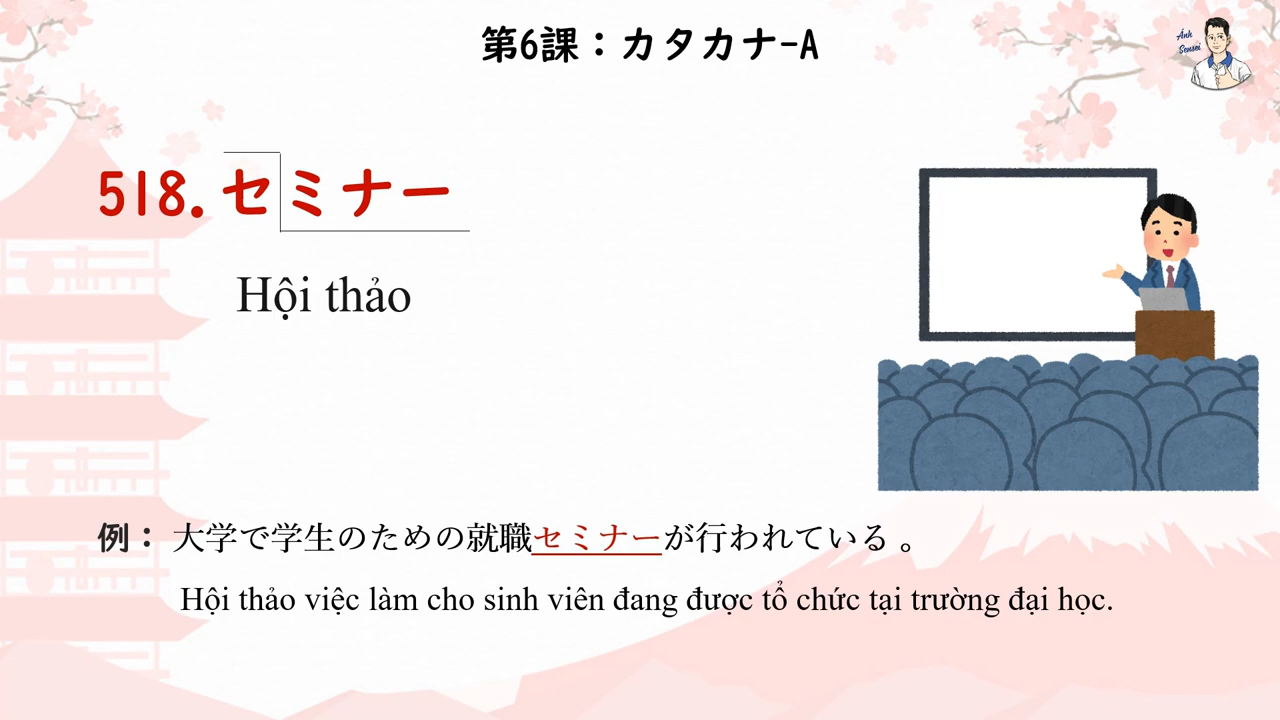 第6課：カタカナ-A
Anh
Sensei
518. セミナー
Hội thảo
例： 大学で学生のための就職セミナーが行われている 。
Hội thảo việc làm cho sinh viên đang được tổ chức tại trường đại học.